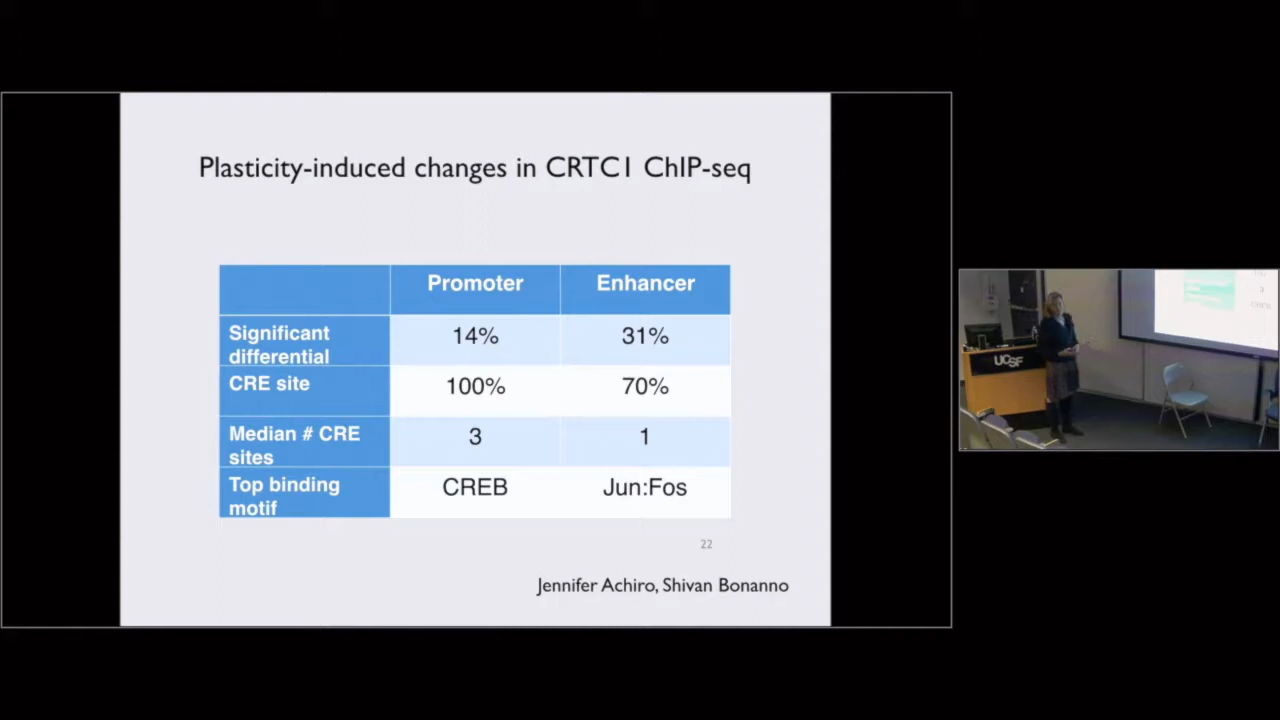 Plasticity-induced changes in CRTC1 ChIP-seq
Promoter Enhancer
Significant differential 14% 31%
CRE site 100% 70%
Median # CRE sites 3 1
Top binding motif CREB Jun:Fos
22
Jennifer Achiro, Shivan Bonanno
UCSF